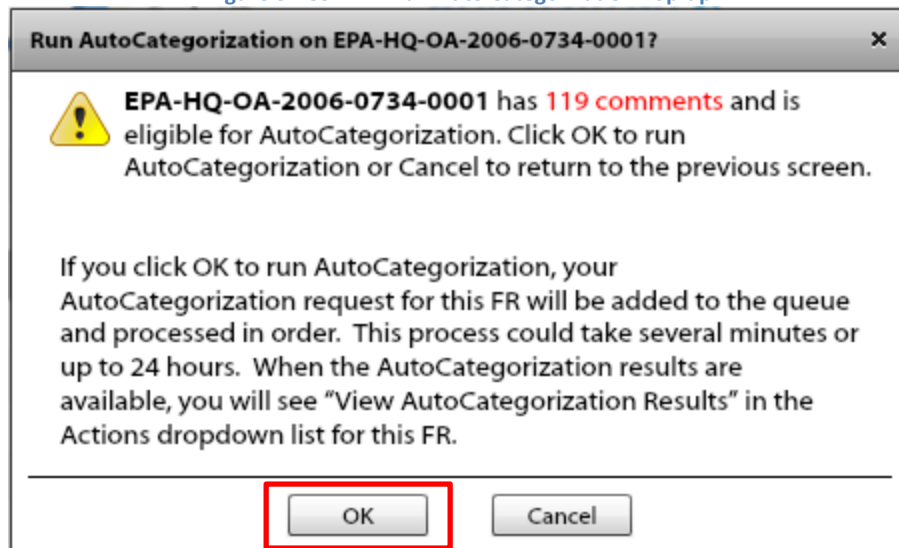 Run AutoCategorization on EPA-HQ-OA-2006-0734-0001? ×
EPA-HQ-OA-2006-0734-0001 has 119 comments and is
eligible for AutoCategorization. Click OK to run
AutoCategorization or Cancel to return to the previous screen.
If you click OK to run AutoCategorization, your
AutoCategorization request for this FR will be added to the queue
and processed in order. This process could take several minutes or
up to 24 hours. When the AutoCategorization results are
available, you will see “View AutoCategorization Results” in the
Actions dropdown list for this FR.
OK Cancel